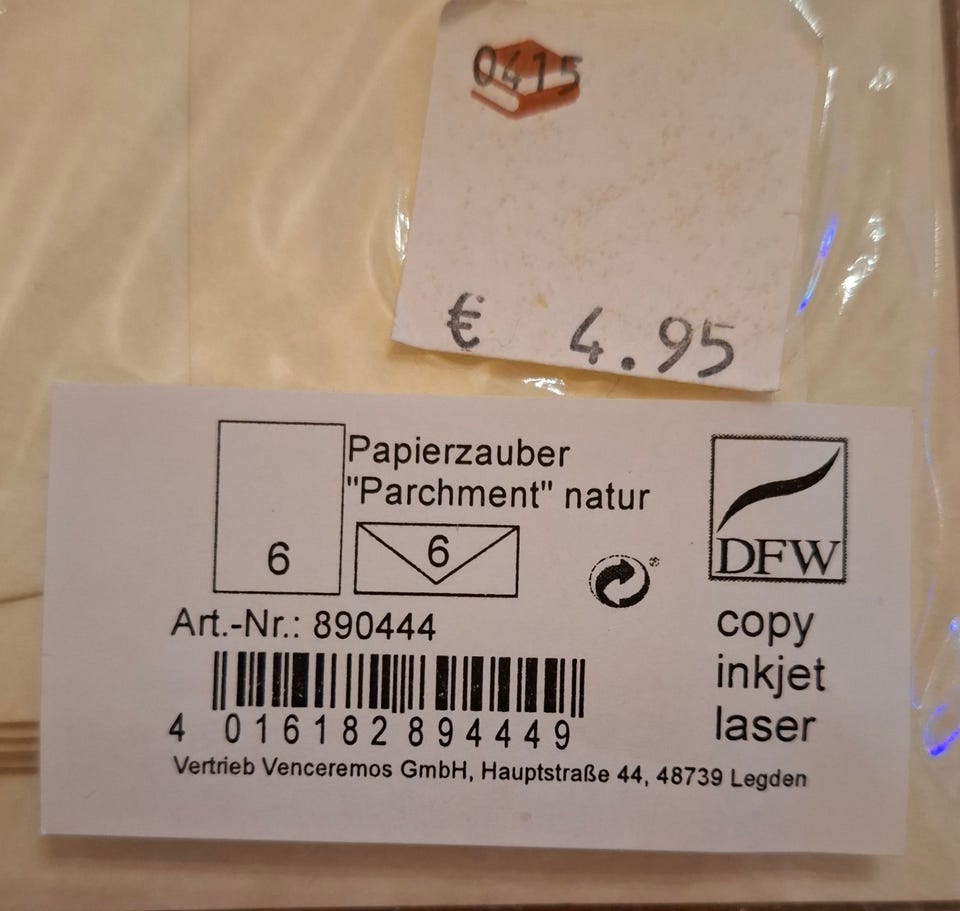 0415
€ 4.95
Papierzauber
"Parchment" natur
6
6
DFW
Art.-Nr.: 890444
copy
inkjet
laser
4 016182 894449
Vertrieb Venceremos GmbH, Hauptstraße 44, 48739 Legden